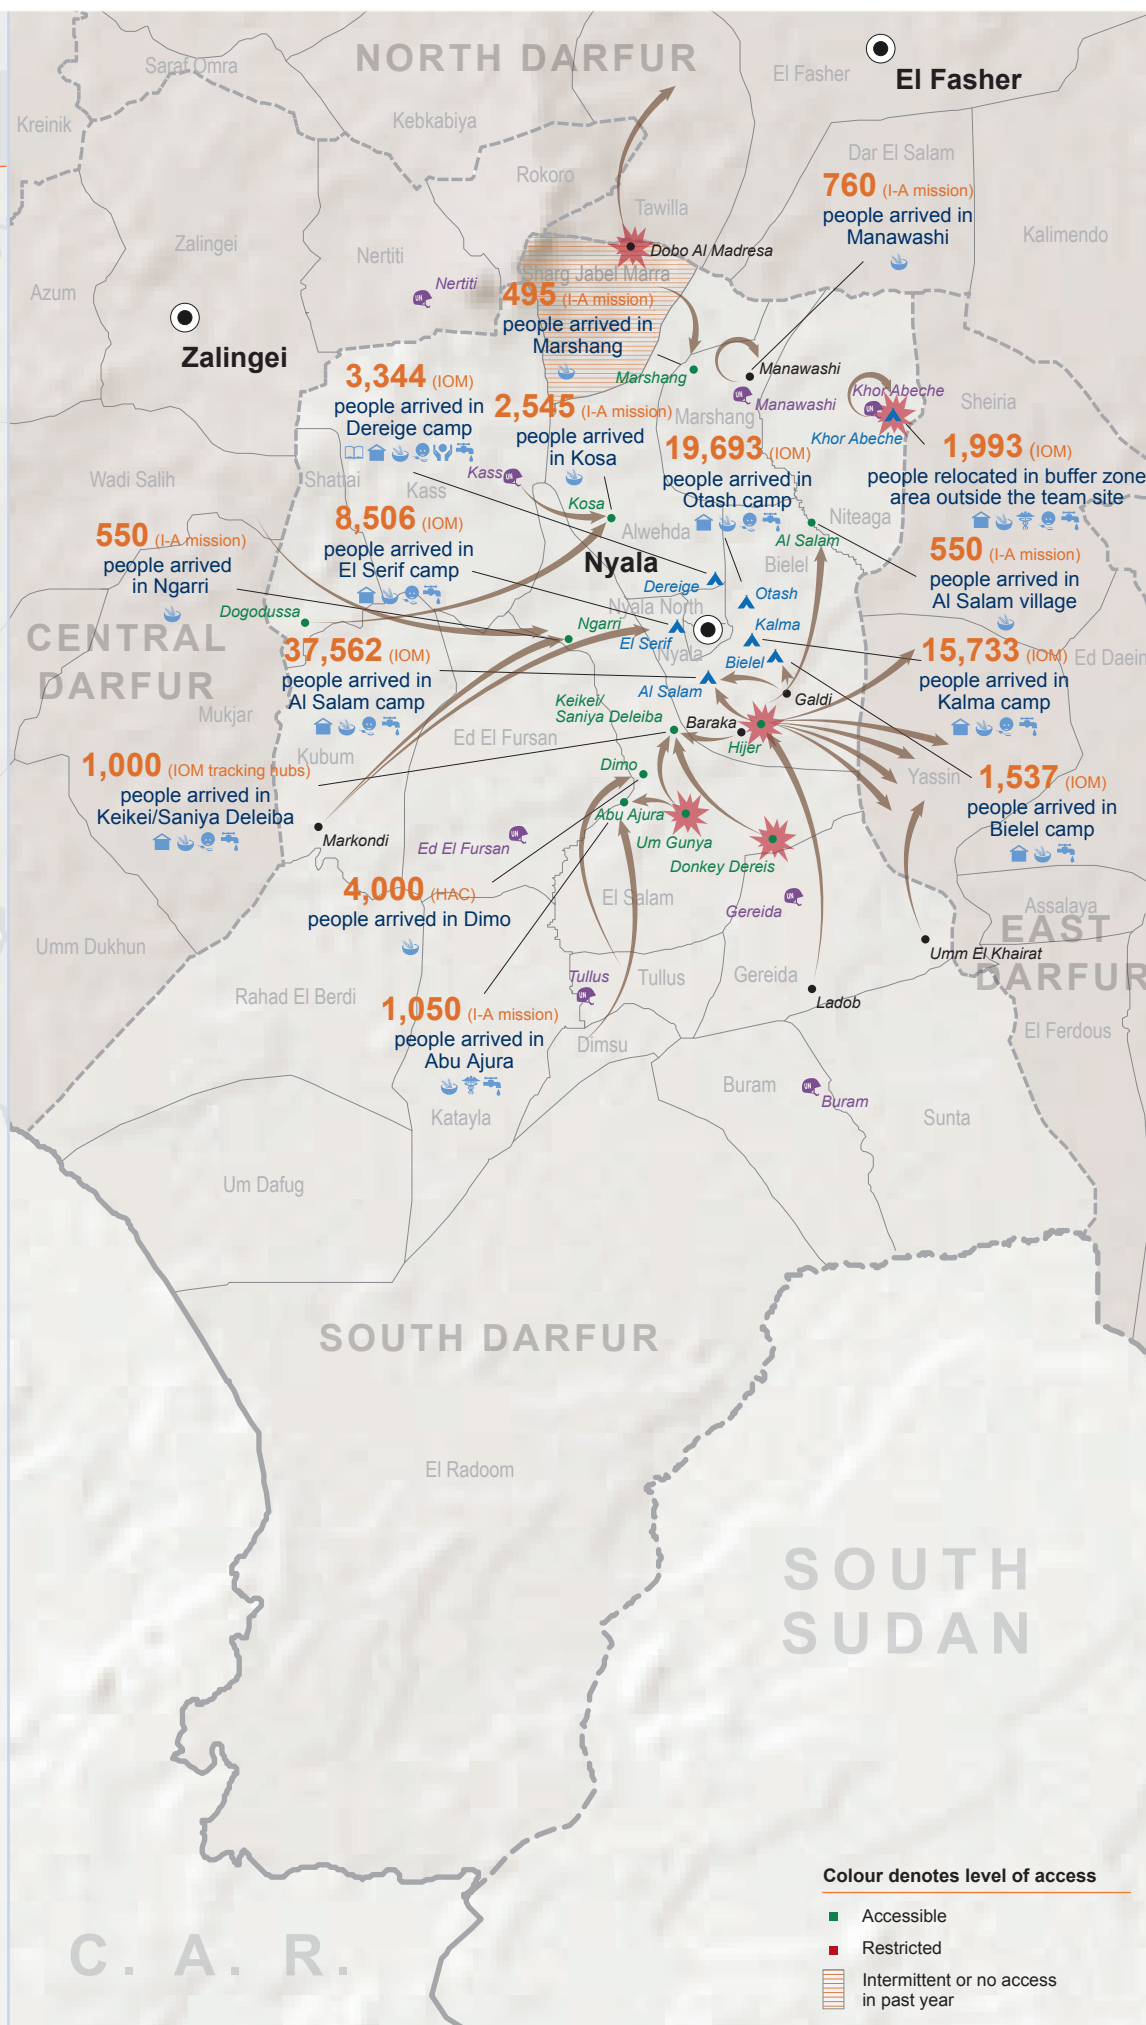 NORTH DARFUR
El Fasher
El Fasher
Saraf Omra
Kreinik
Kebkabiya
Dar El Salam
Rokoro
760 (I-A mission)
people arrived in
Manawashi
Tawilla
Kalimendo
Zalingei
Nertiti
Dobo Al Madresa
Sharg Jabel Marra
Azum
UN
Nertiti
495 (I-A mission)
people arrived in
Marshang
Zalingei
Marshang
Manawashi
3,344 (IOM)
people arrived in
Dereige camp
2,545 (I-A mission)
people arrived
in Kosa
UN
Manawashi
Marshang
Khor Abeche
UN
Khor Abeche
Sheiria
19,693 (IOM)
people arrived in
Otash camp
1,993 (IOM)
people relocated in buffer zone
area outside the team site
Wadi Salih
Shattai
Kass
Kass
UN
Kosa
Alwehda
Al Salam
Niteaga
550 (I-A mission)
people arrived
in Ngarri
8,506 (IOM)
people arrived in
El Serif camp
Nyala
Bielel
550 (I-A mission)
people arrived in
Al Salam village
Dereige
Otash
Nyala North
Dogodussa
Ngarri
El Serif
Kalma
CENTRAL
DARFUR
Nyala
Bielel
37,562 (IOM)
people arrived in
Al Salam camp
15,733 (IOM)
people arrived in
Kalma camp
Ed Daein
Al Salam
Galdi
Mukjar
Keikei/
Saniya Deleiba
Baraka
Hijer
Ed El Fursan
Kubum
1,000 (IOM tracking hubs)
people arrived in
Keikei/Saniya Deleiba
Dimo
Yassin
1,537 (IOM)
people arrived in
Bielel camp
Abu Ajura
Um Gunya
Markondi
Ed El Fursan
UN
Donkey Dereis
4,000 (HAC)
people arrived in Dimo
El Salam
UN
Gereida
Assalaya
EAST
DARFUR
Umm Dukhun
Umm El Khairat
Rahad El Berdi
Tullus
UN
Tullus
Gereida
Ladob
1,050 (I-A mission)
people arrived in
Abu Ajura
El Ferdous
Dimsu
Buram
UN
Buram
Katayla
Sunta
Um Dafug
SOUTH DARFUR
El Radoom
SOUTH
SUDAN
C. A. R.
Colour denotes level of access
Accessible
Restricted
Intermittent or no access
in past year